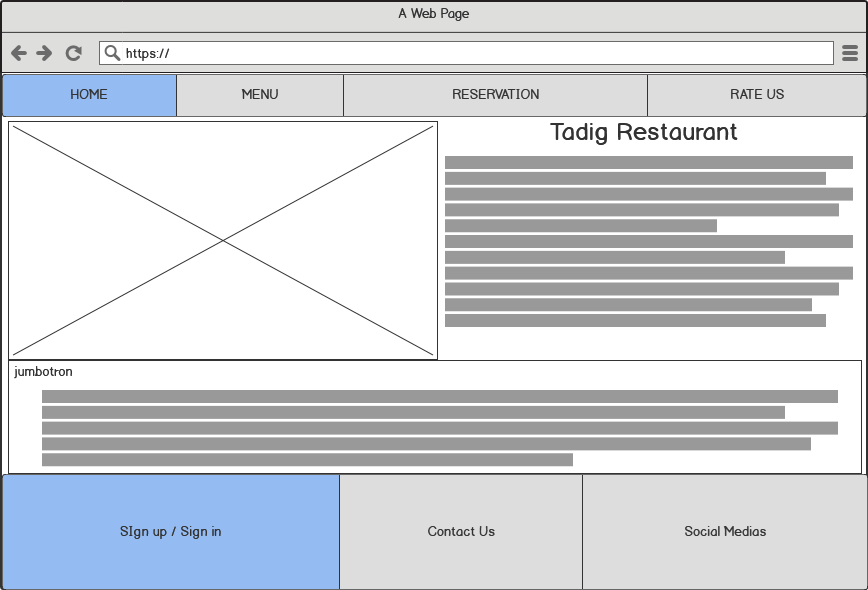 A Web Page
https://
HOME
MENU
RESERVATION
RATE US
Tadig Restaurant
jumbotron
SIgn up / Sign in
Contact Us
Social Medias